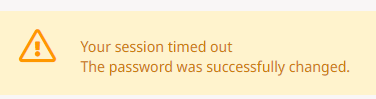 Your session timed out
The password was successfully changed.